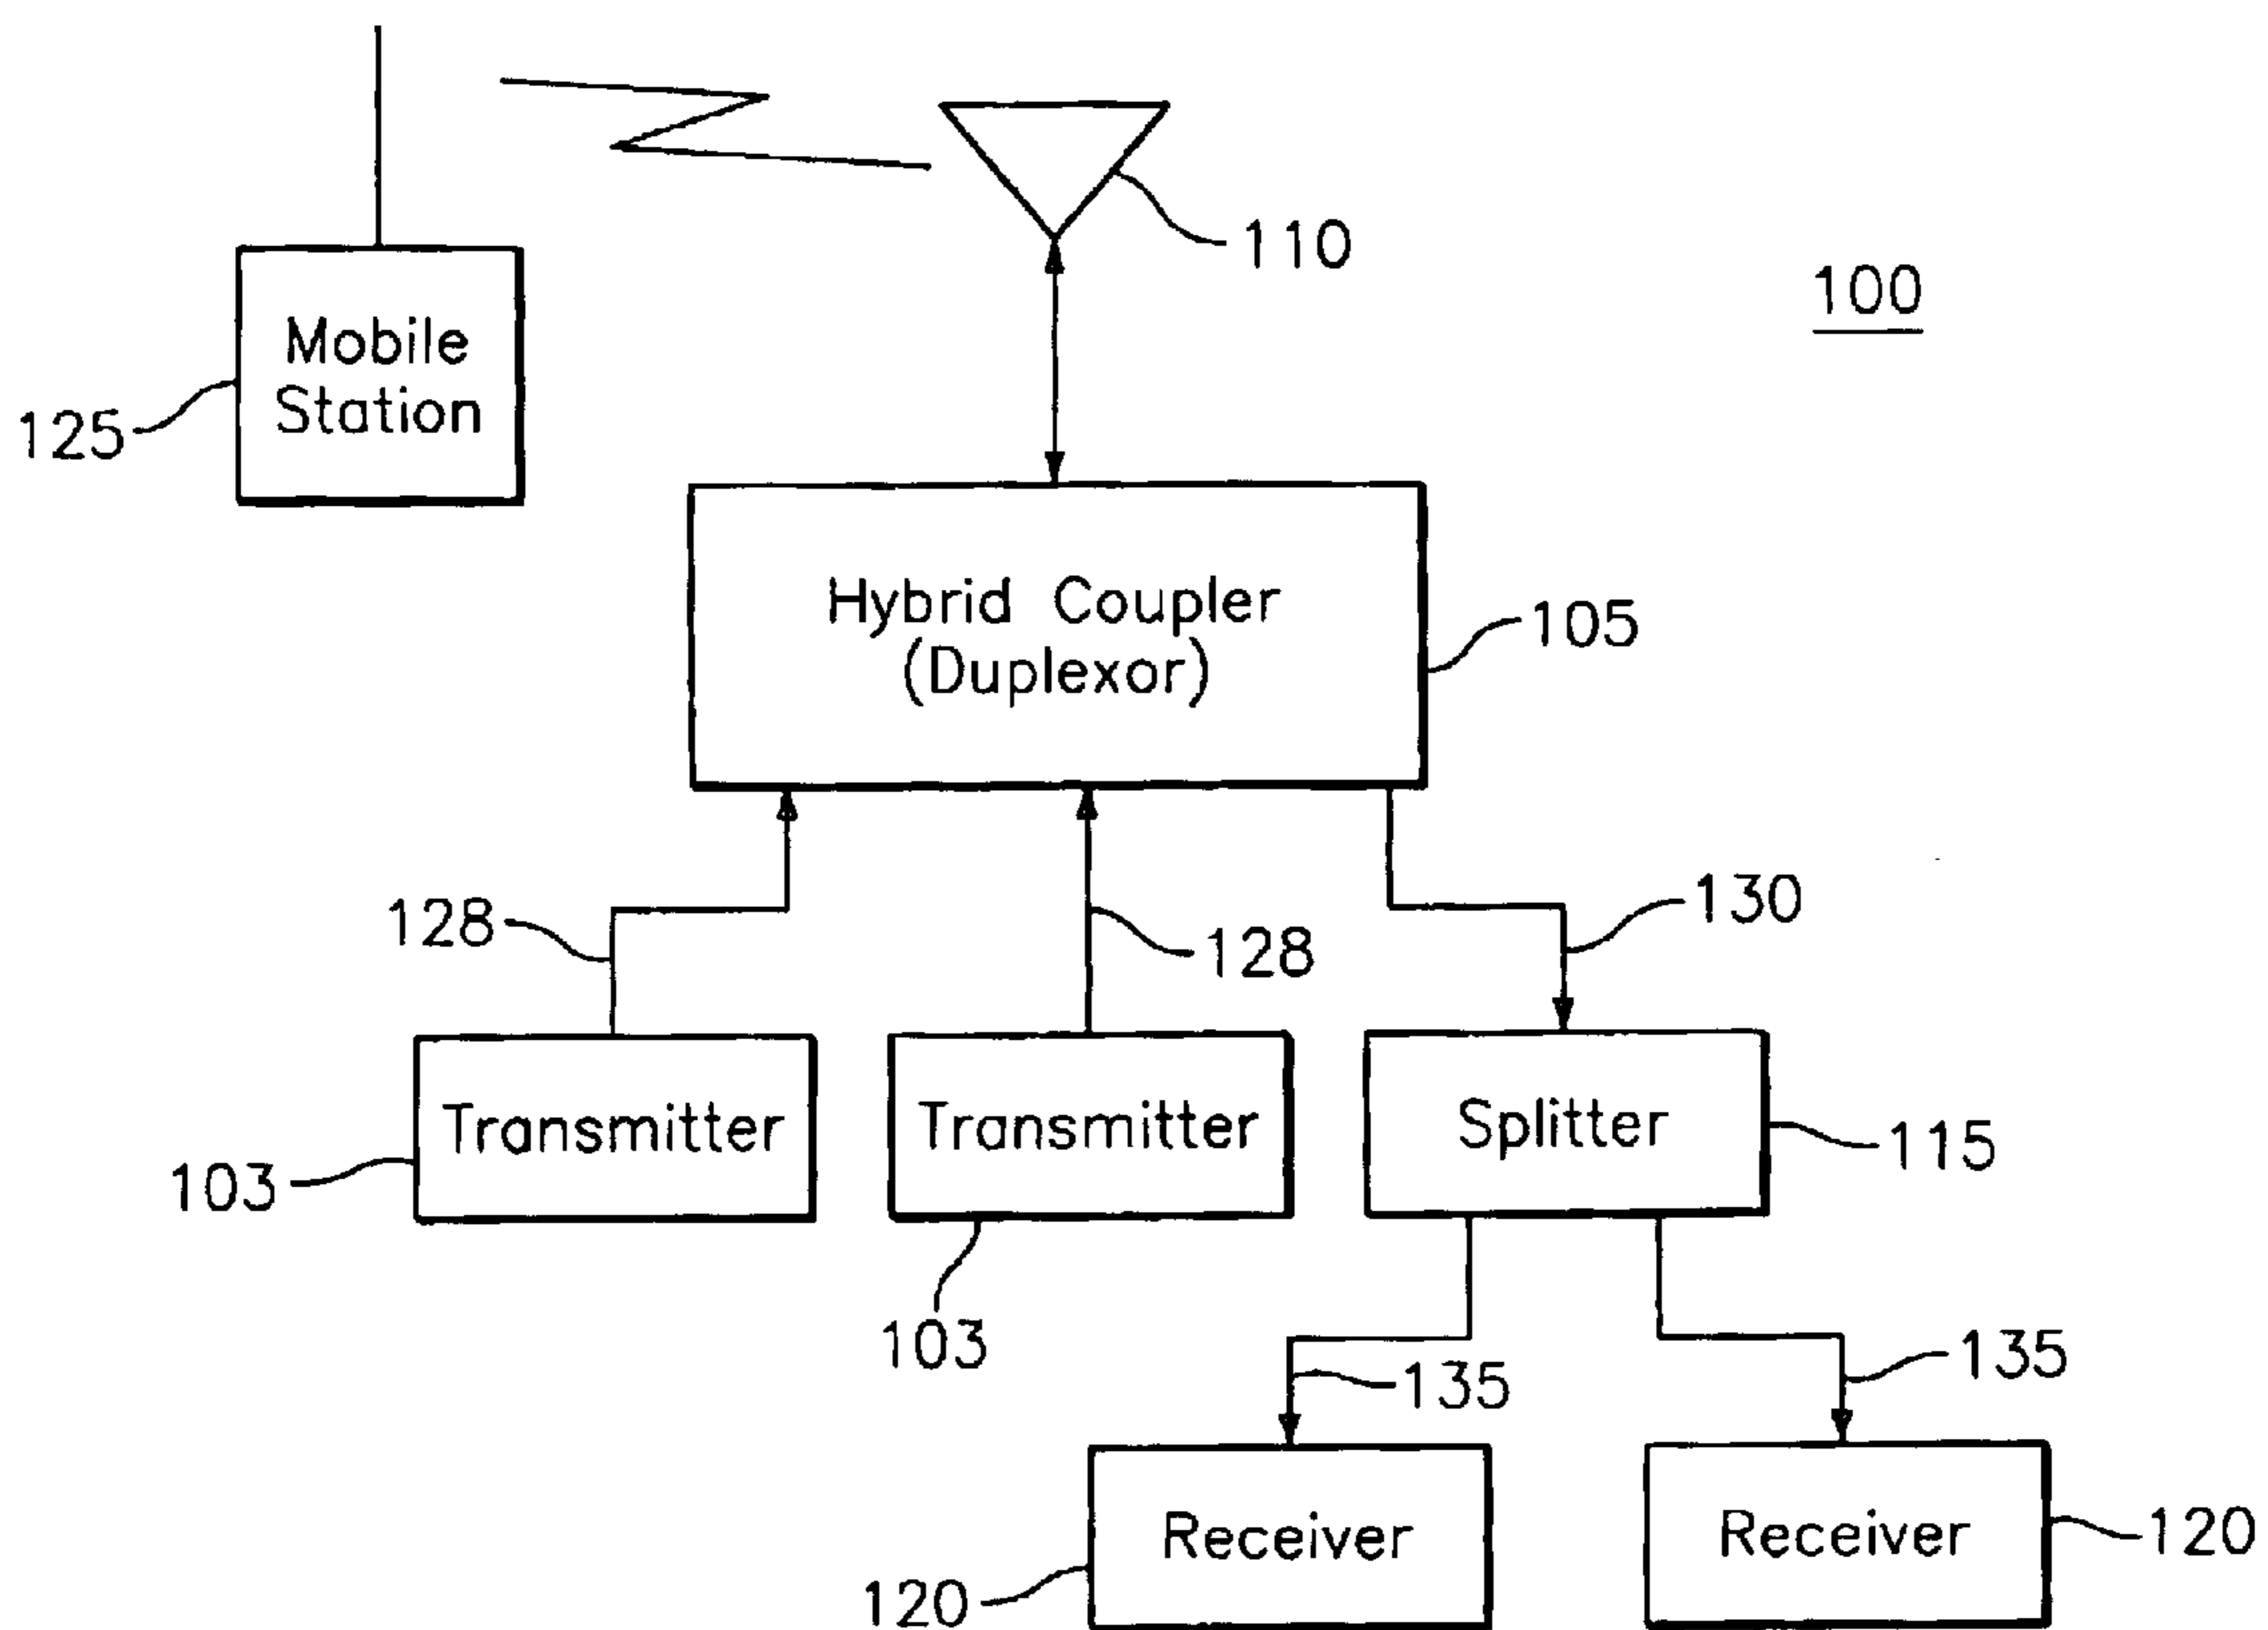 110
100
Mobile
Station
125
Hybrid Coupler
(Duplexor)
105
128
128
130
Transmitter
Transmitter
Splitter
103
115
103
135
135
Receiver
Receiver
120
120